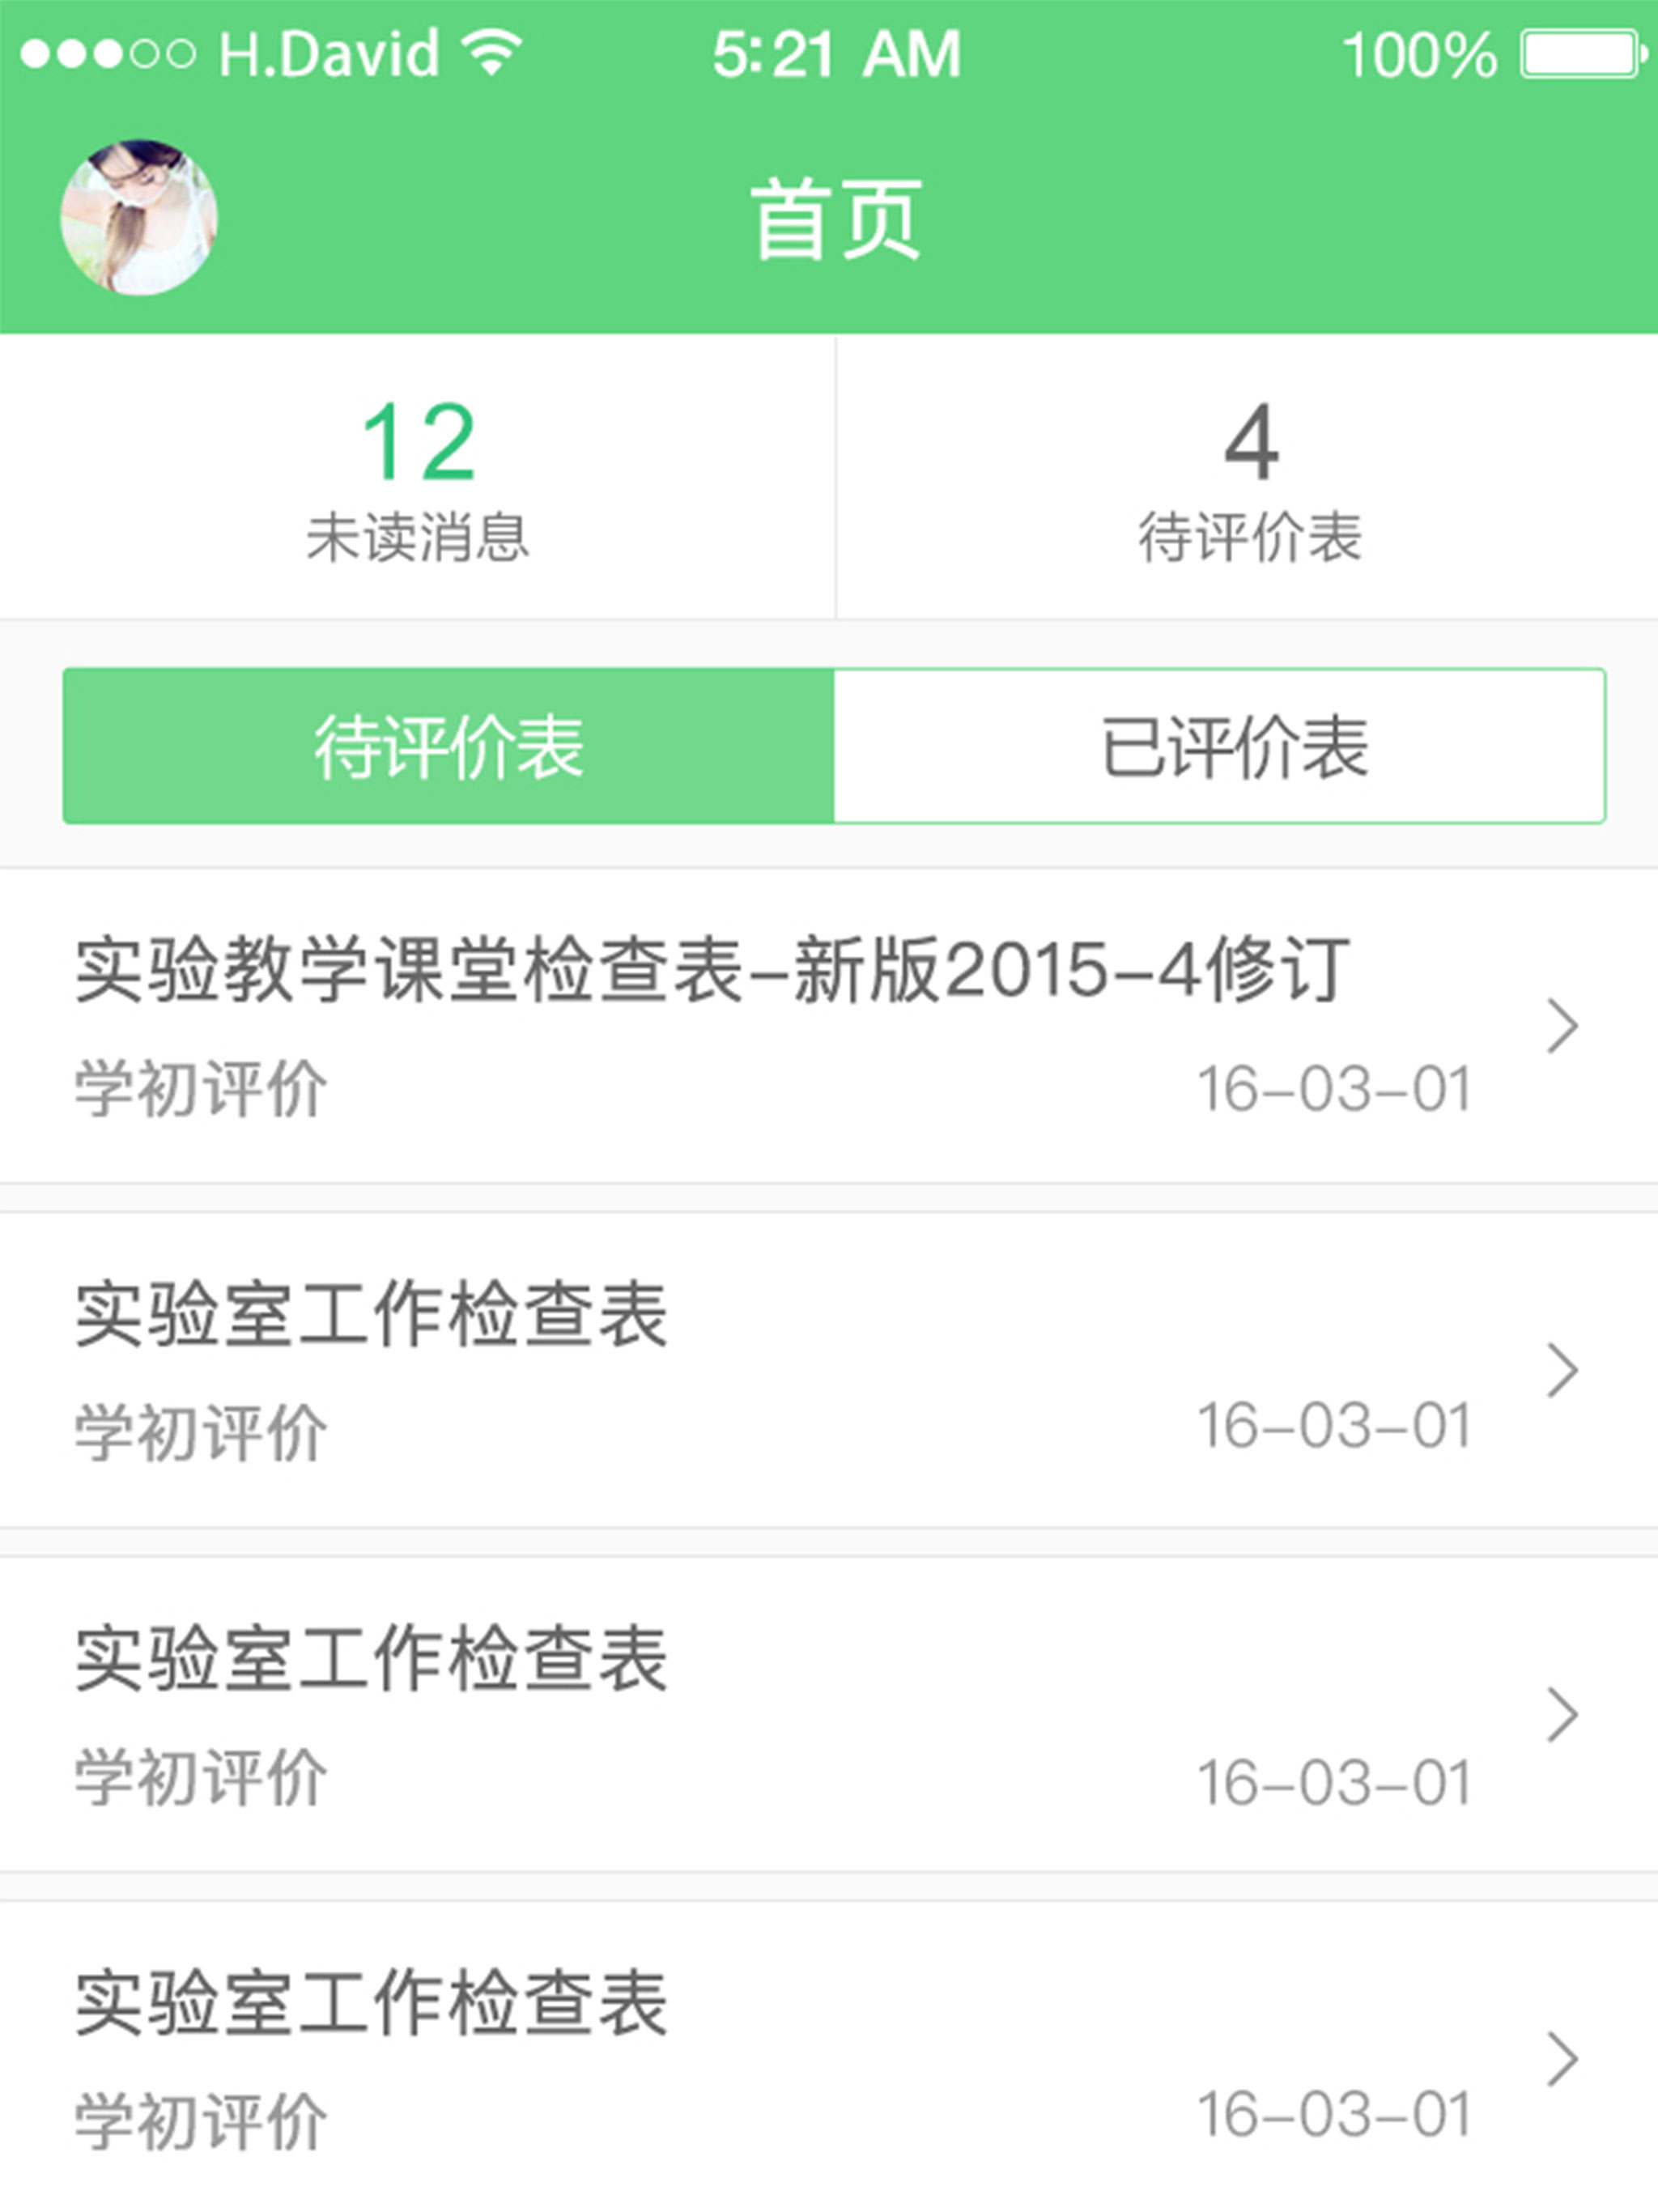 H.David 5:21 AM 100%
首页
12 4
未读消息 待评价表
待评价表 已评价表
实验教学课堂检查表-新版2015-4修订
学初评价 16-03-01
实验室工作检查表
学初评价 16-03-01
实验室工作检查表
学初评价 16-03-01
实验室工作检查表
学初评价 16-03-01